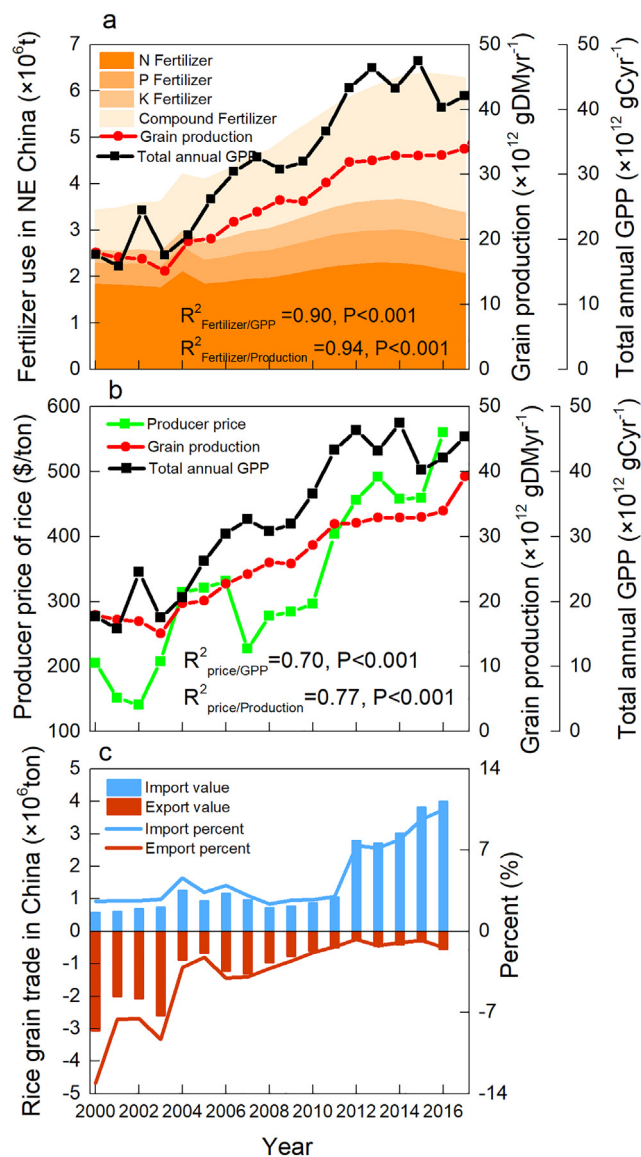 a
Fertilizer use in NE China (×10⁶t)
7
6
5
4
3
2
1
0
N Fertilizer
P Fertilizer
K Fertilizer
Compound Fertilizer
Grain production
Total annual GPP
R²Fertilizer/GPP =0.90, P<0.001
R²Fertilizer/Production =0.94, P<0.001
50
40
30
20
10
0
Grain production (×10¹² gDMyr⁻¹)
50
40
30
20
10
0
Total annual GPP (×10¹² gCyr⁻¹)
b
Producer price of rice ($/ton)
600
500
400
300
200
100
Producer price
Grain production
Total annual GPP
R²price/GPP =0.70, P<0.001
R²price/Production =0.77, P<0.001
50
40
30
20
10
0
Grain production (×10¹² gDMyr⁻¹)
50
40
30
20
10
0
Total annual GPP (×10¹² gCyr⁻¹)
c
Rice grain trade in China (×10⁶ton)
5
4
3
2
1
0
-1
-2
-3
-4
-5
Import value
Export value
Import percent
Emport percent
14
7
0
-7
-14
Percent (%)
2000 2002 2004 2006 2008 2010 2012 2014 2016
Year